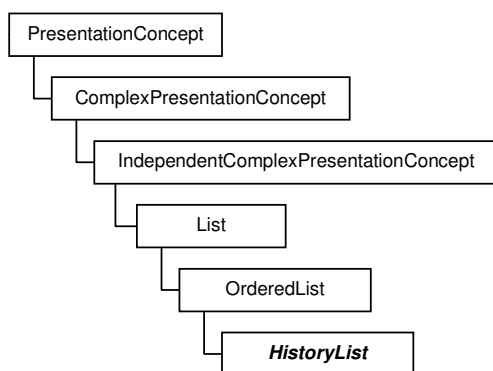 PresentationConcept
ComplexPresentationConcept
IndependentComplexPresentationConcept
List
OrderedList
HistoryList